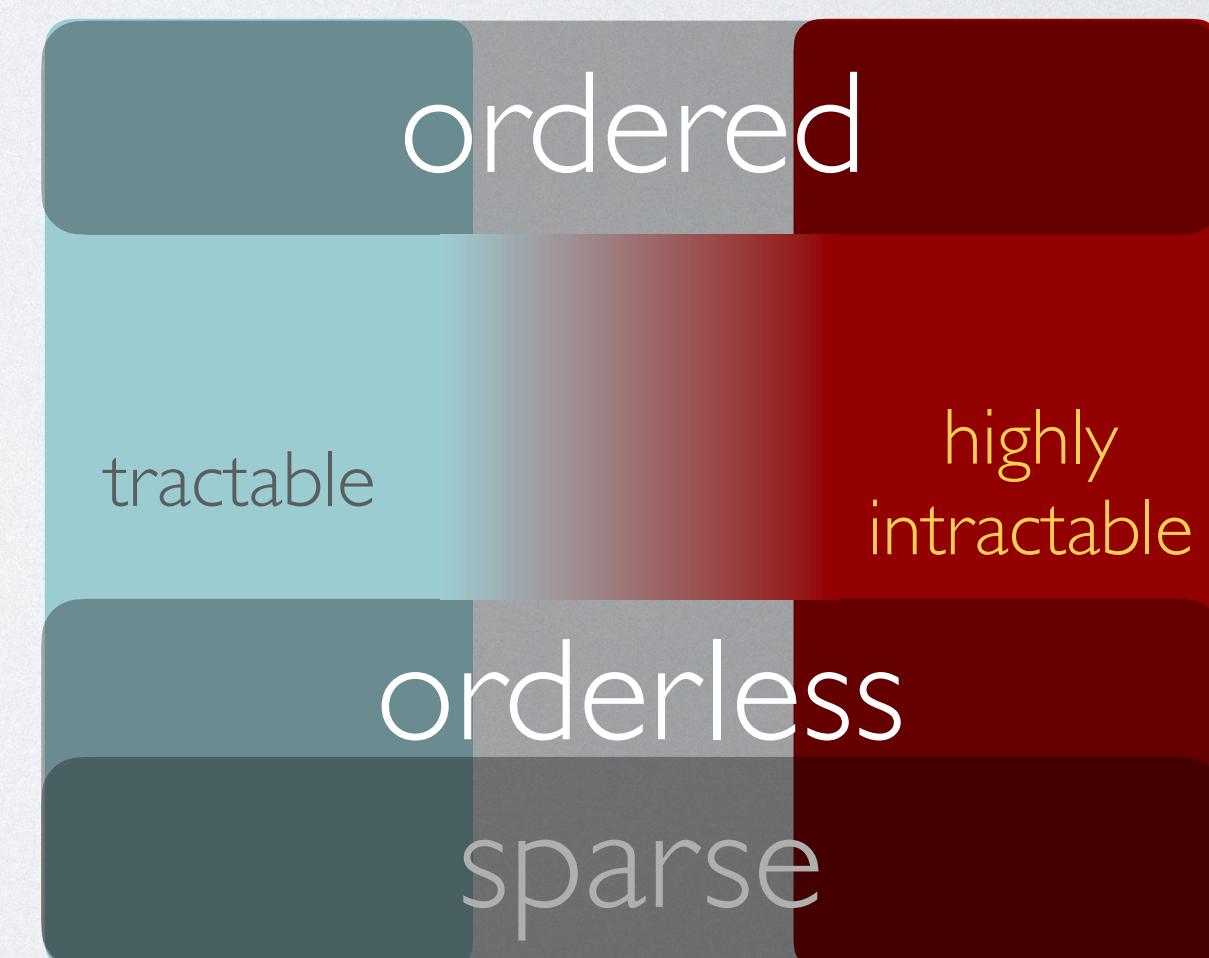 ordered
tractable
highly
intractable
orderless
sparse